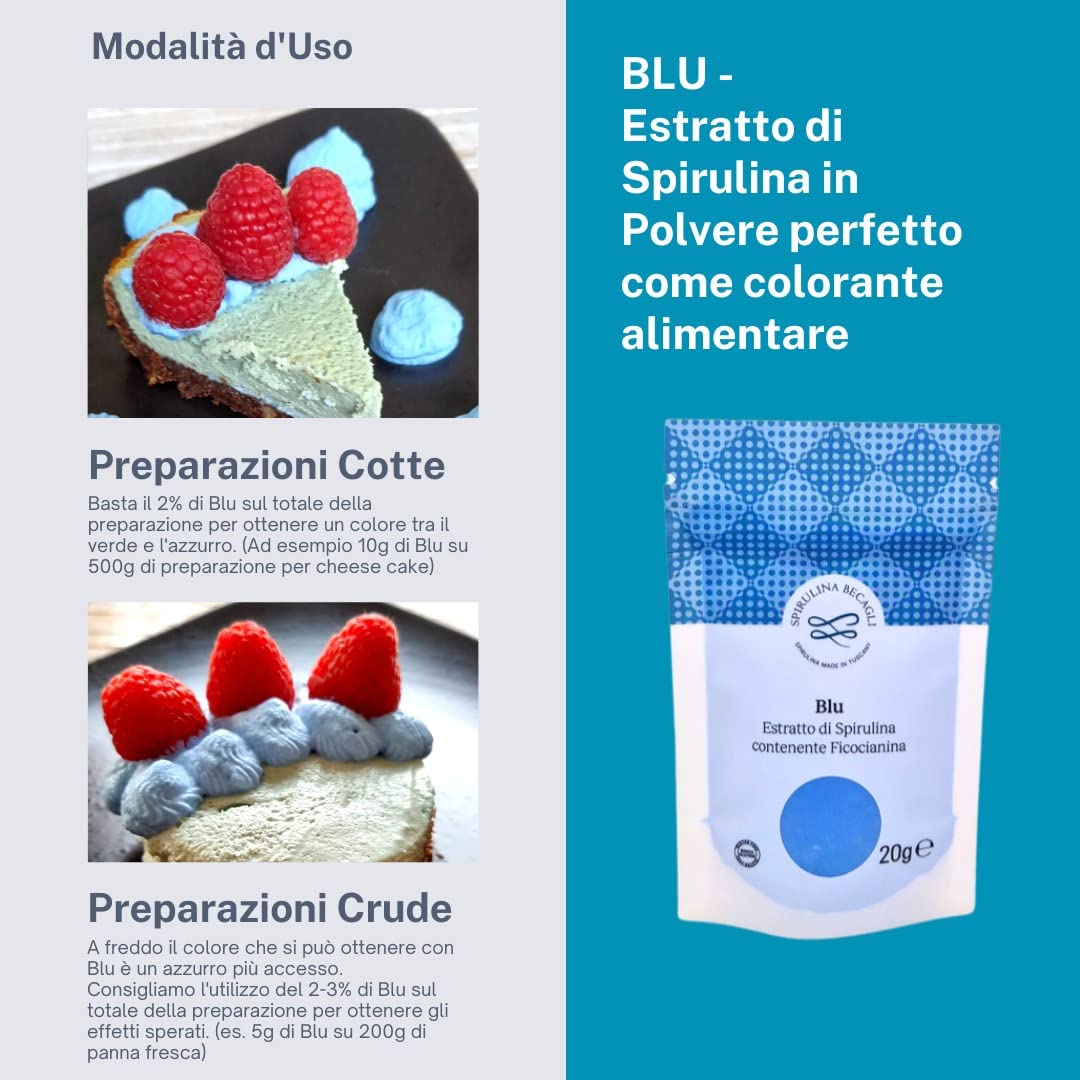 Modalità d'Uso
Preparazioni Cotte
Basta il 2% di Blu sul totale della
preparazione per ottenere un colore tra il
verde e l'azzurro. (Ad esempio 10g di Blu su
500g di preparazione per cheese cake)
Preparazioni Crude
A freddo il colore che si può ottenere con
Blu è un azzurro più accesso.
Consigliamo l'utilizzo del 2-3% di Blu sul
totale della preparazione per ottenere gli
effetti sperati. (es. 5g di Blu su 200g di
panna fresca)
BLU -
Estratto di
Spirulina in
Polvere perfetto
come colorante
alimentare
SPIRULINA BECAGLI
SPIRULINA MADE IN TUSCANY
Blu
Estratto di Spirulina
contenente Ficocianina
20g℮